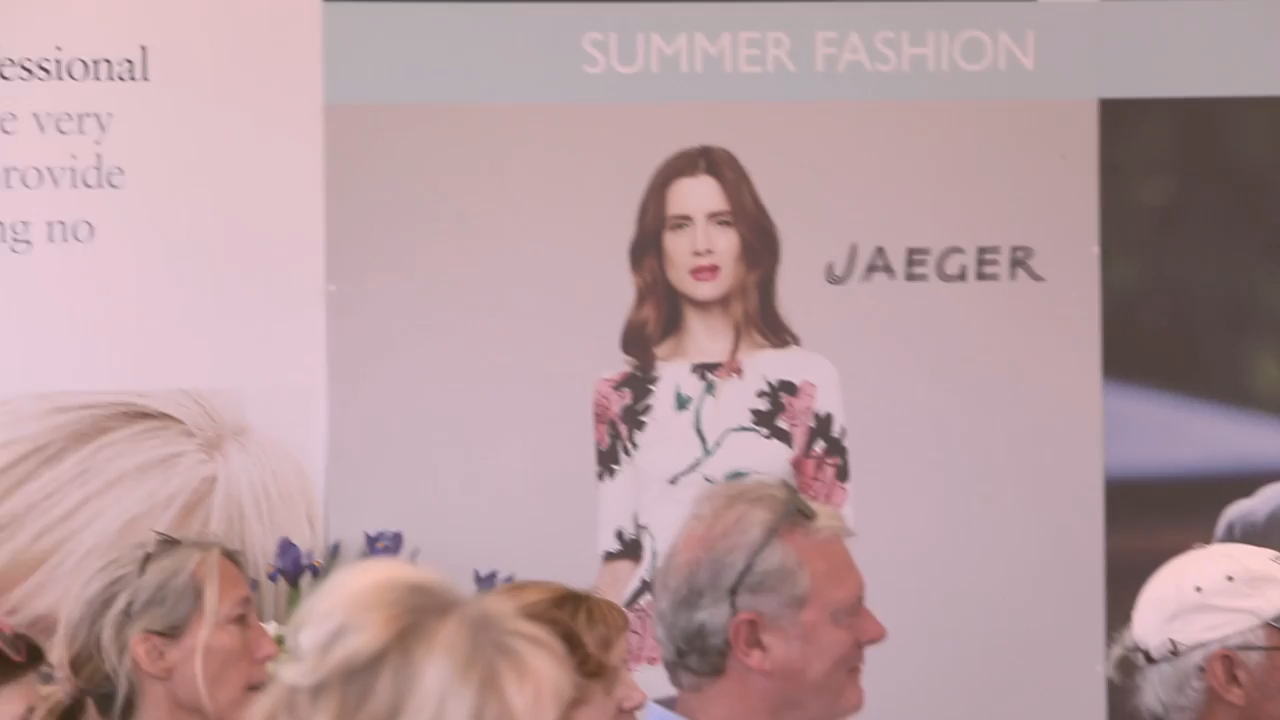 essional
e very
rovide
ng no
SUMMER FASHION
JAEGER